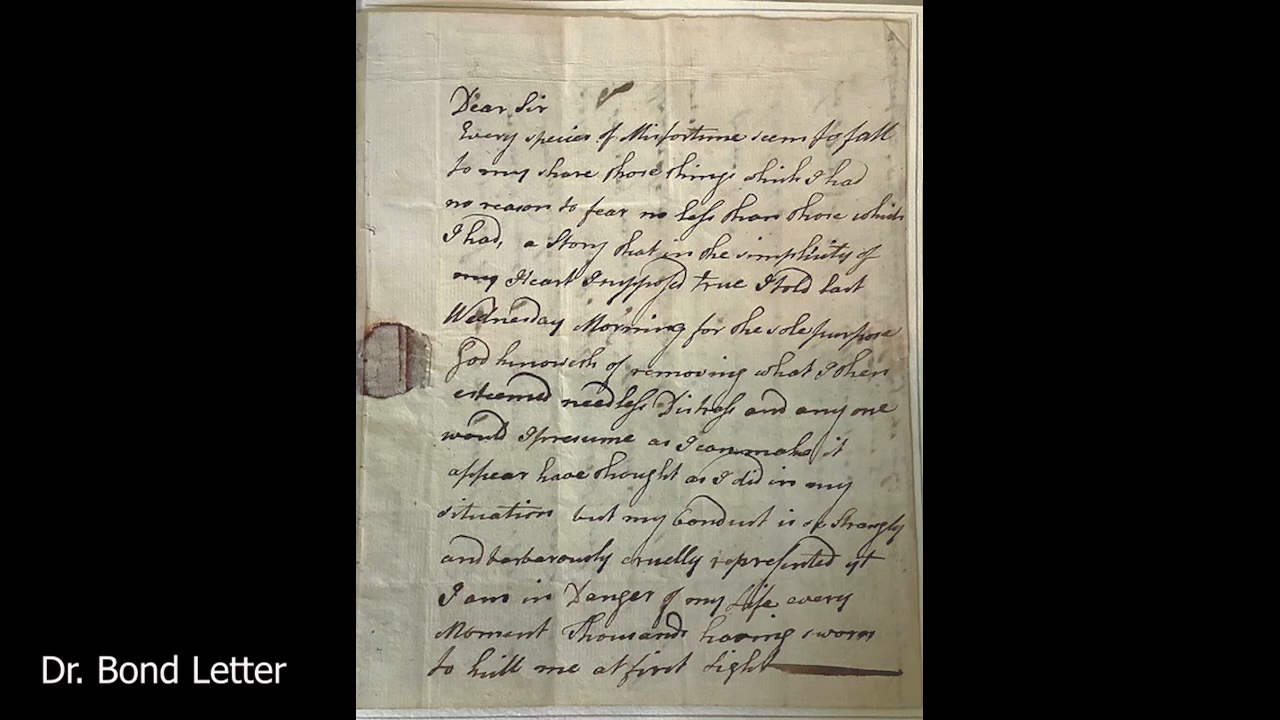 Dear Sir
Every species of Misfortune seem to fall
to my share those things which I had
no reason to fear no less than those which
I had, a Story that in the simplicity of
my Heart I supposed true I told last
Wednesday Morning for the sole purpose
God knoweth of removing what I then
esteemed needless Distress and any one
would I presume as I can make it
appear have thought as I did in my
situation but my Conduct is so strangly
and barbarously cruelly represented yt
I am in Danger of my Life every
Moment Thousands having sworn
to kill me at first Sight
Dr. Bond Letter